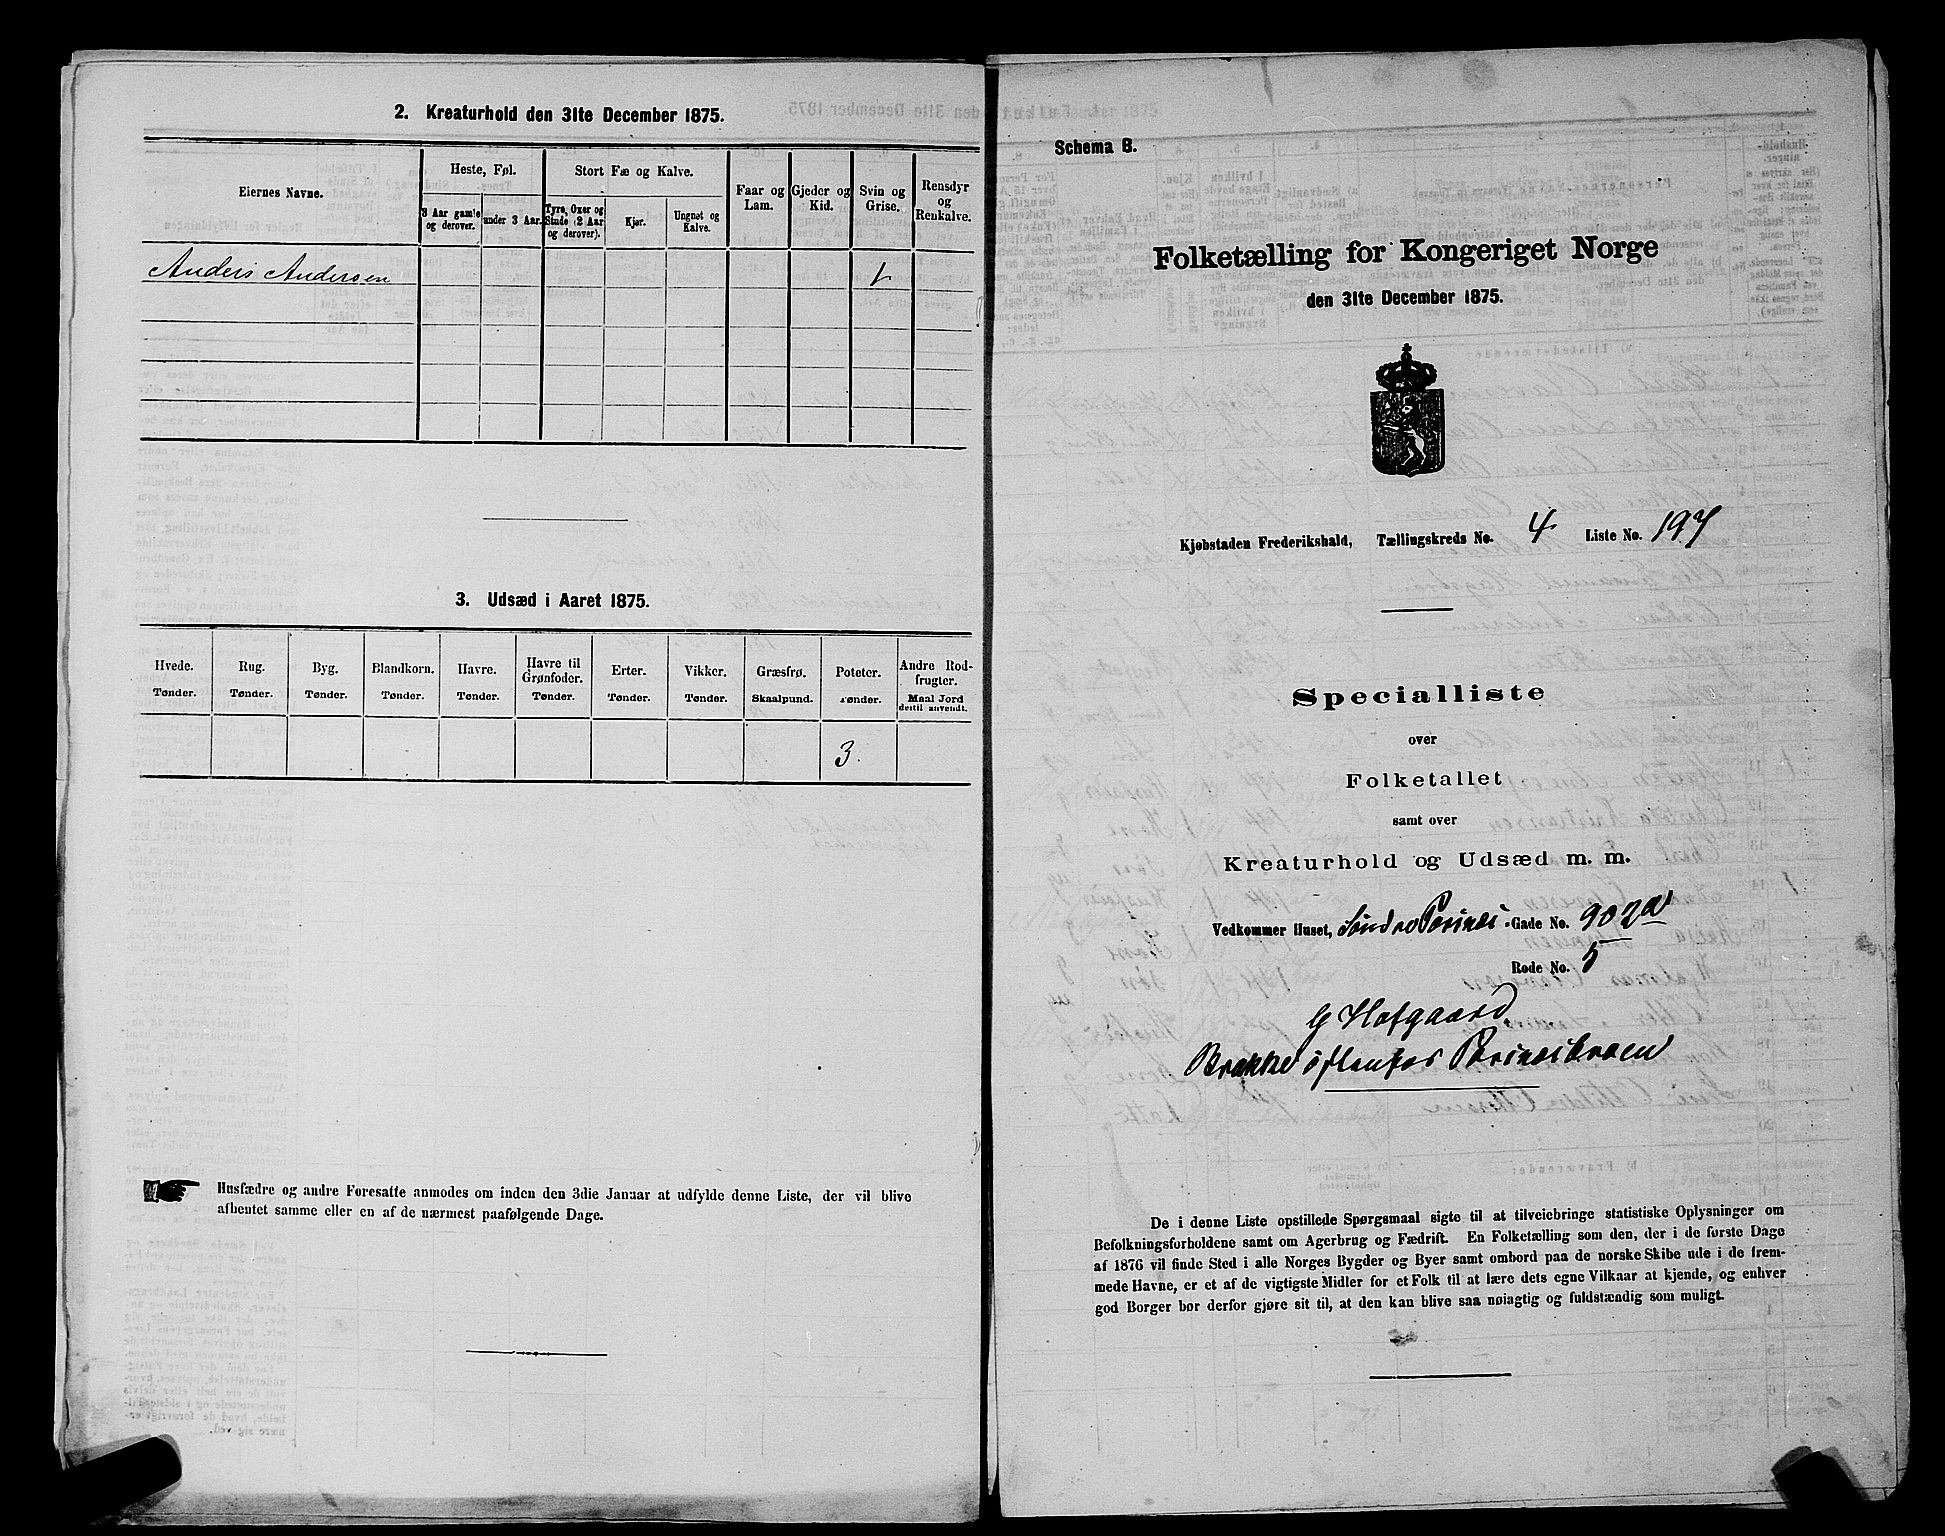 2. Kreaturhold den 31te December 1875.
Eiernes Navne.
Heste, Føl.
Stort Fæ og Kalve.
Faar og Lam.
Gjeder og Kid.
Svin og Grise.
Rensdyr og Renkalve.
3 Aar gamle og derover.
under 3 Aar.
Tyre, Oxer og Stude (2 Aar og derover).
Kjør.
Ungnøt og Kalve.
Anders Andersen 1
3. Udsæd i Aaret 1875.
Hvede. Rug. Byg. Blandkorn. Havre. Havre til Grønfoder. Erter. Vikker. Græsfrø. Poteter. Andre Rodfrugter.
Tønder. Tønder. Tønder. Tønder. Tønder. Tønder. Tønder. Tønder. Skaalpund. Tønder. Maal Jord dertil anvendt.
3.
Husfædre og andre Foresatte anmodes om inden den 3die Januar at udfylde denne Liste, der vil blive
afhentet samme eller en af de nærmest paafølgende Dage.
Schema B.
Folketælling for Kongeriget Norge
den 31te December 1875.
Kjøbstaden Frederikshald, Tællingskreds No. 4 Liste No. 197
Specialliste
over
Folketallet
samt over
Kreaturhold og Udsæd m. m.
Vedkommer Huset, Søndre Gade No. 902a
Rode No. 5
G Hofgaard
De i denne Liste opstillede Spørgsmaal sigte til at tilveiebringe statistiske Oplysninger om
Befolkningsforholdene samt om Agerbrug og Fædrift. En Folketælling som den, der i de første Dage
af 1876 vil finde Sted i alle Norges Bygder og Byer samt ombord paa de norske Skibe ude i de frem-
mede Havne, er et af de vigtigste Midler for et Folk til at lære dets egne Vilkaar at kjende, og enhver
god Borger bør derfor gjøre sit til, at den kan blive saa nøiagtig og fuldstændig som muligt.